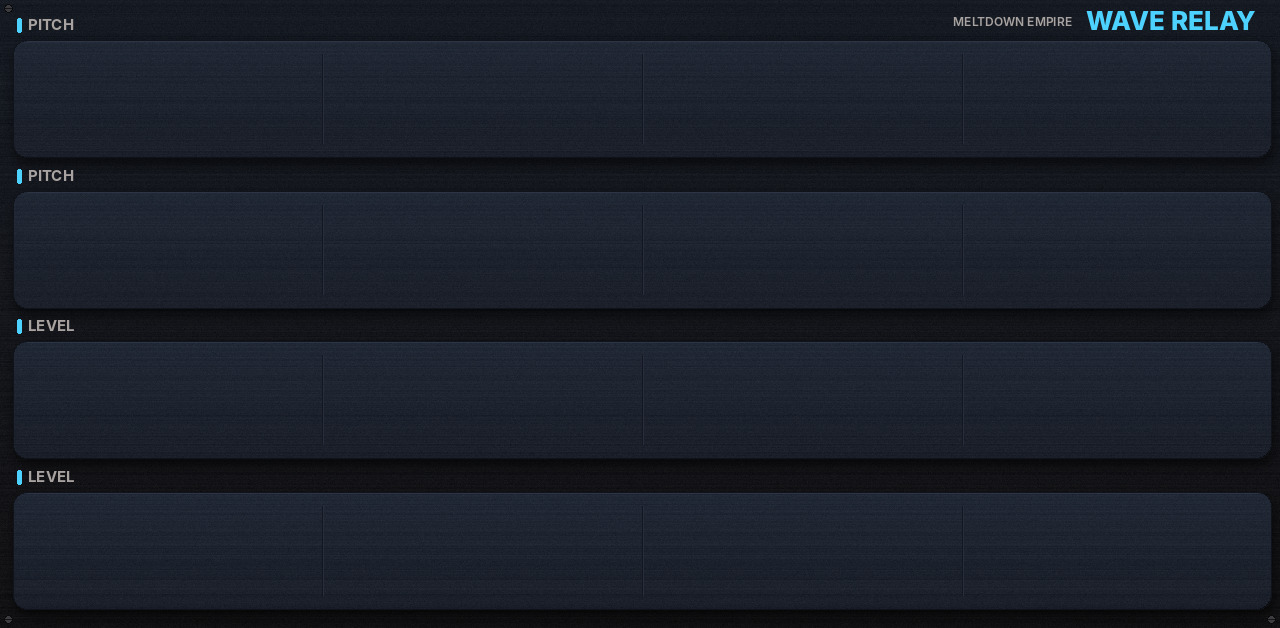 PITCH
MELTDOWN EMPIRE WAVE RELAY
PITCH
LEVEL
LEVEL